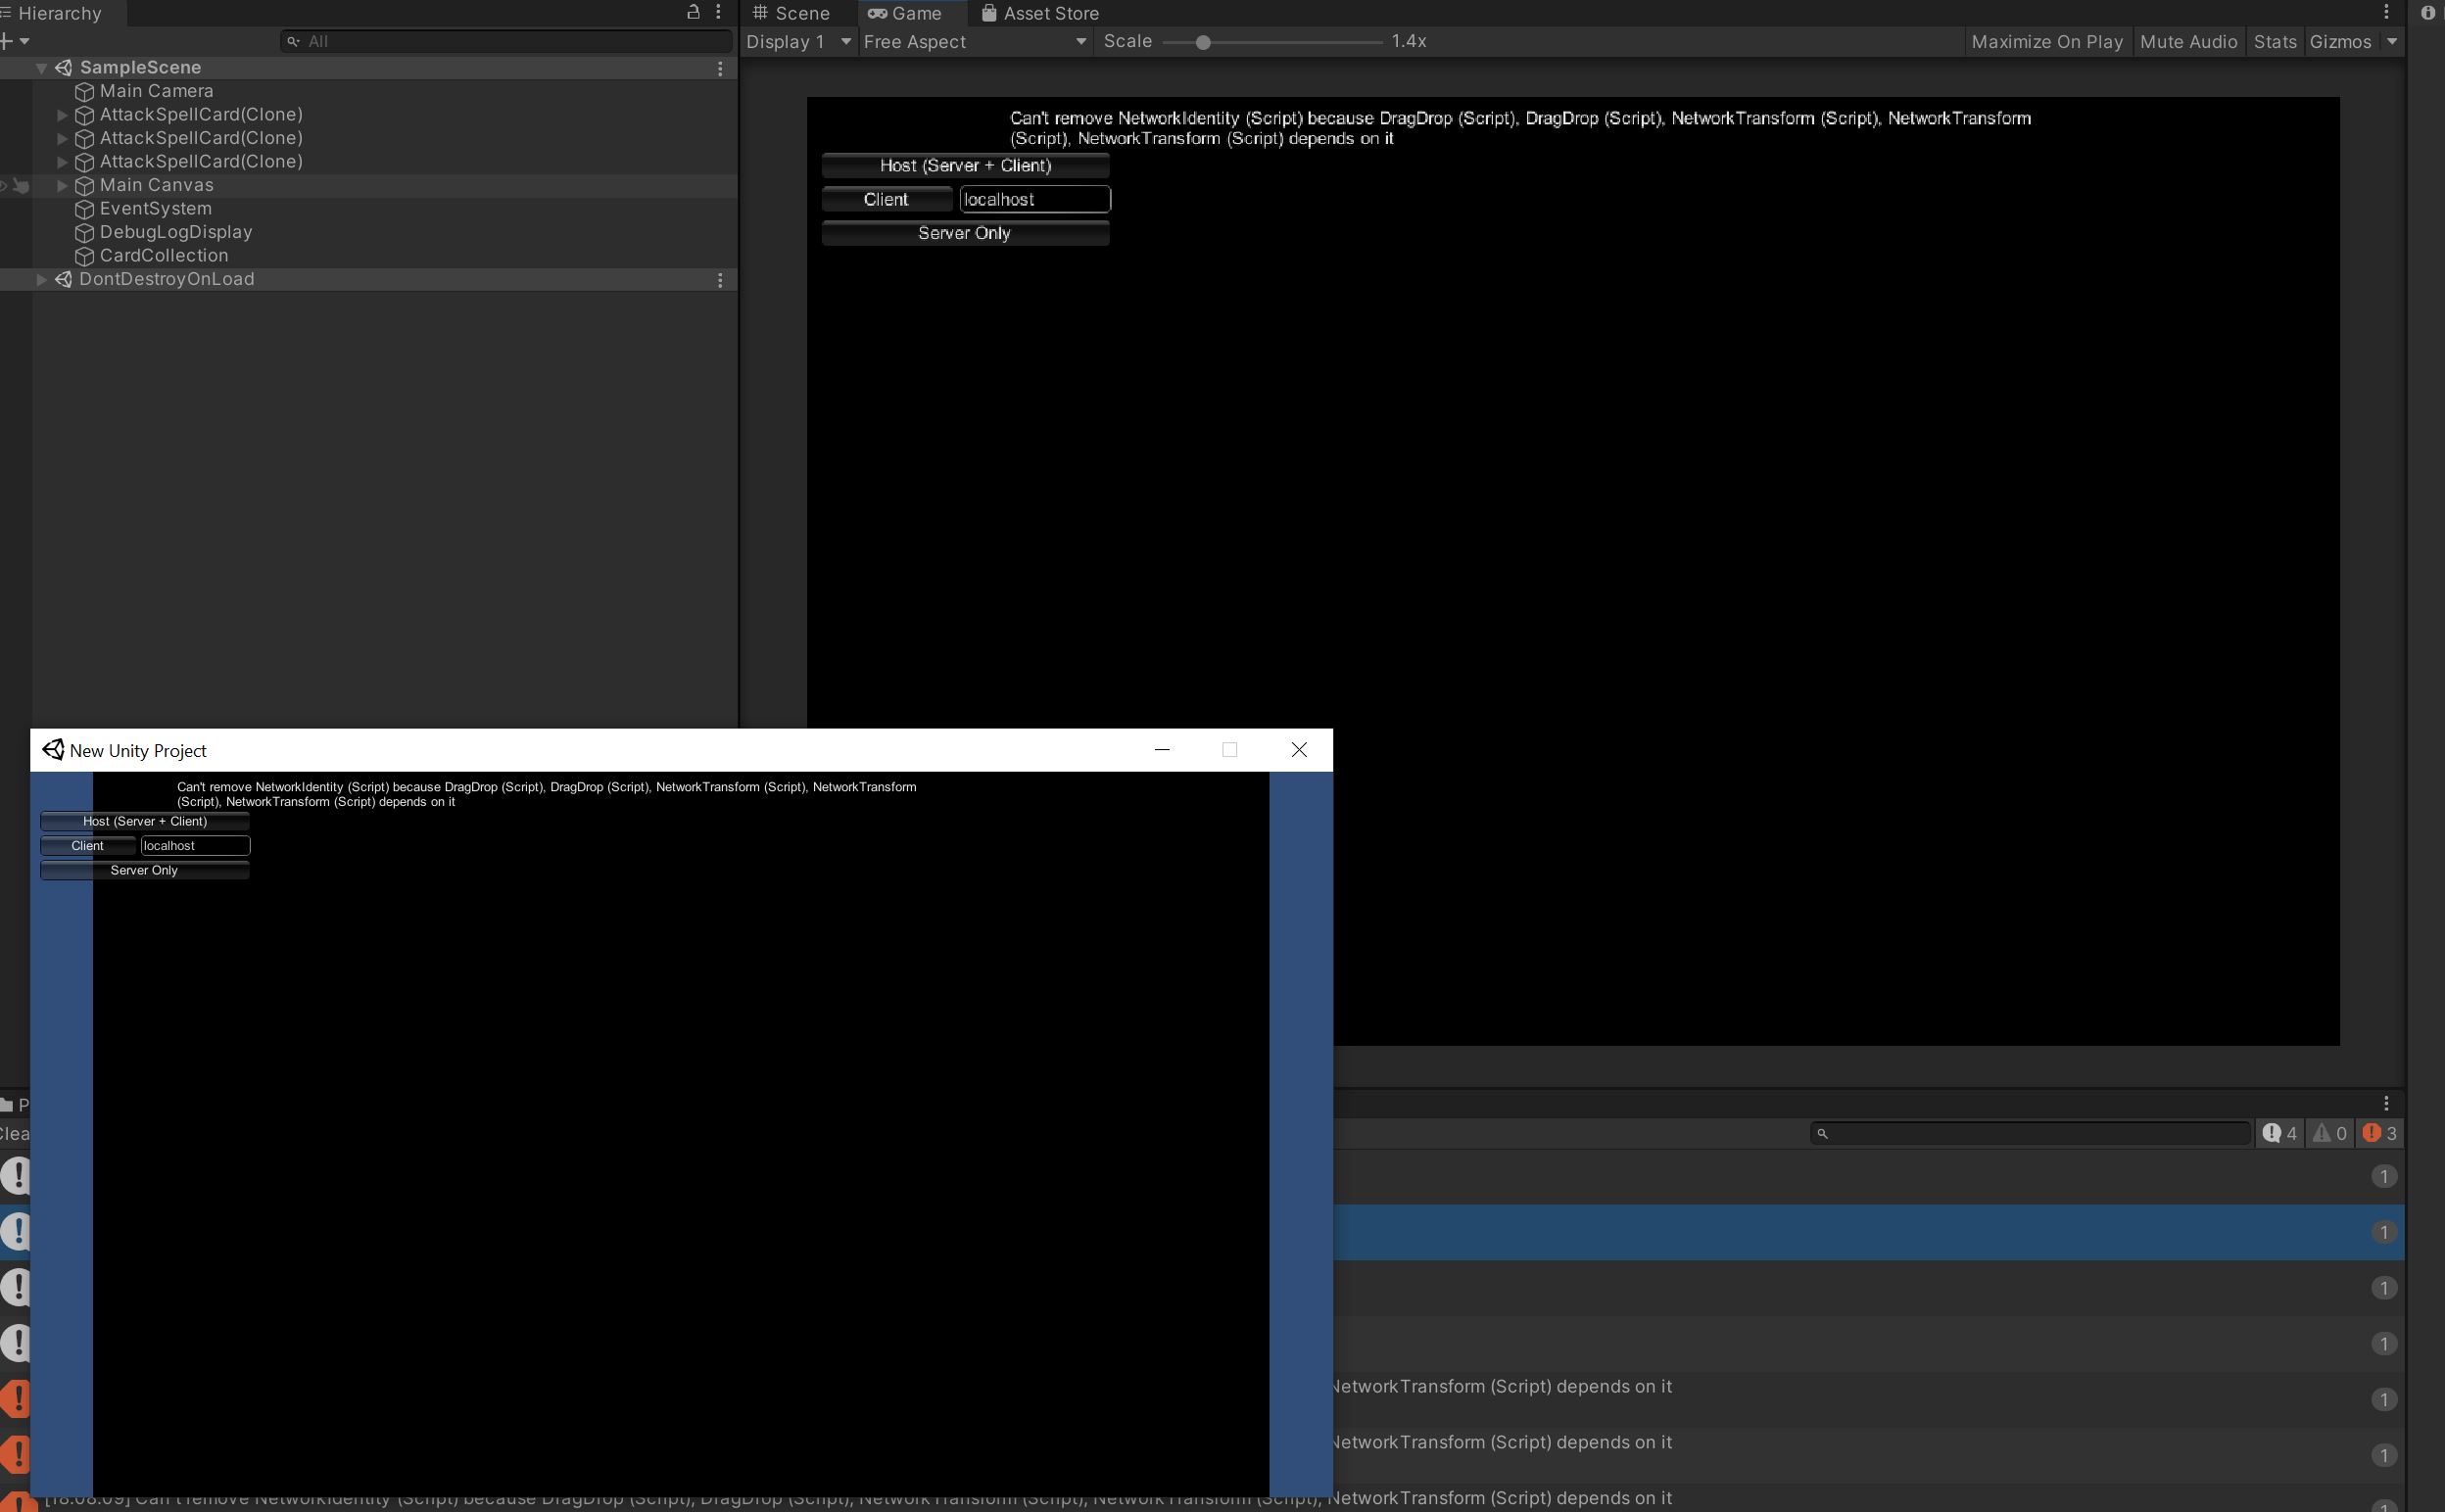 Hierarchy
Scene
Game
Asset Store
All
Display 1
Free Aspect
Scale
1.4x
Maximize On Play
Mute Audio
Stats
Gizmos
SampleScene
Main Camera
AttackSpellCard(Clone)
AttackSpellCard(Clone)
AttackSpellCard(Clone)
Main Canvas
EventSystem
DebugLogDisplay
CardCollection
DontDestroyOnLoad
Can't remove NetworkIdentity (Script) because DragDrop (Script), DragDrop (Script), NetworkTransform (Script), NetworkTransform
(Script), NetworkTransform (Script) depends on it
Host (Server + Client)
Client
localhost
Server Only
New Unity Project
Can't remove NetworkIdentity (Script) because DragDrop (Script), DragDrop (Script), NetworkTransform (Script), NetworkTransform
(Script), NetworkTransform (Script) depends on it
Host (Server + Client)
Client
localhost
Server Only
P
Clea
4
0
3
1
1
1
1
NetworkTransform (Script) depends on it
1
NetworkTransform (Script) depends on it
1
[18:08:09] Can't remove NetworkIdentity (Script) because DragDrop (Script), DragDrop (Script), NetworkTransform (Script), NetworkTransform (Script), NetworkTransform (Script) depends on it
1